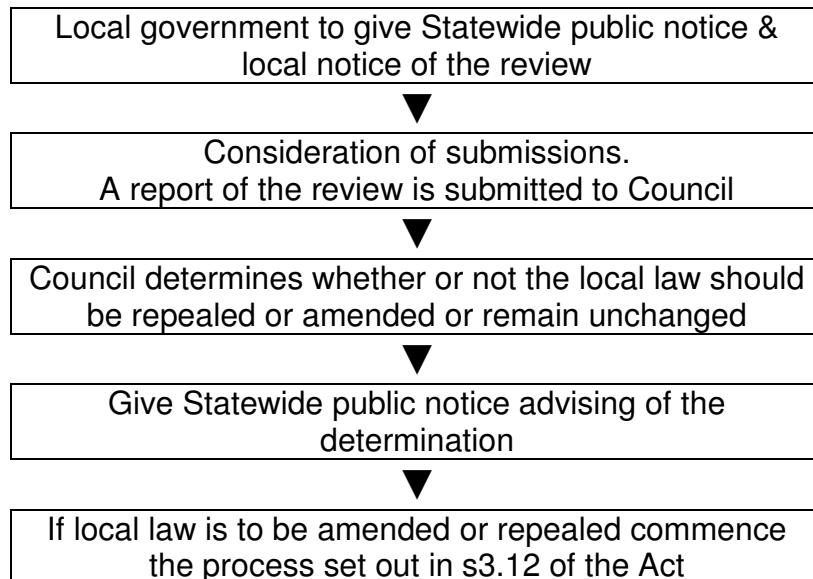 Local government to give Statewide public notice &
local notice of the review
Consideration of submissions.
A report of the review is submitted to Council
Council determines whether or not the local law should
be repealed or amended or remain unchanged
Give Statewide public notice advising of the
determination
If local law is to be amended or repealed commence
the process set out in s3.12 of the Act